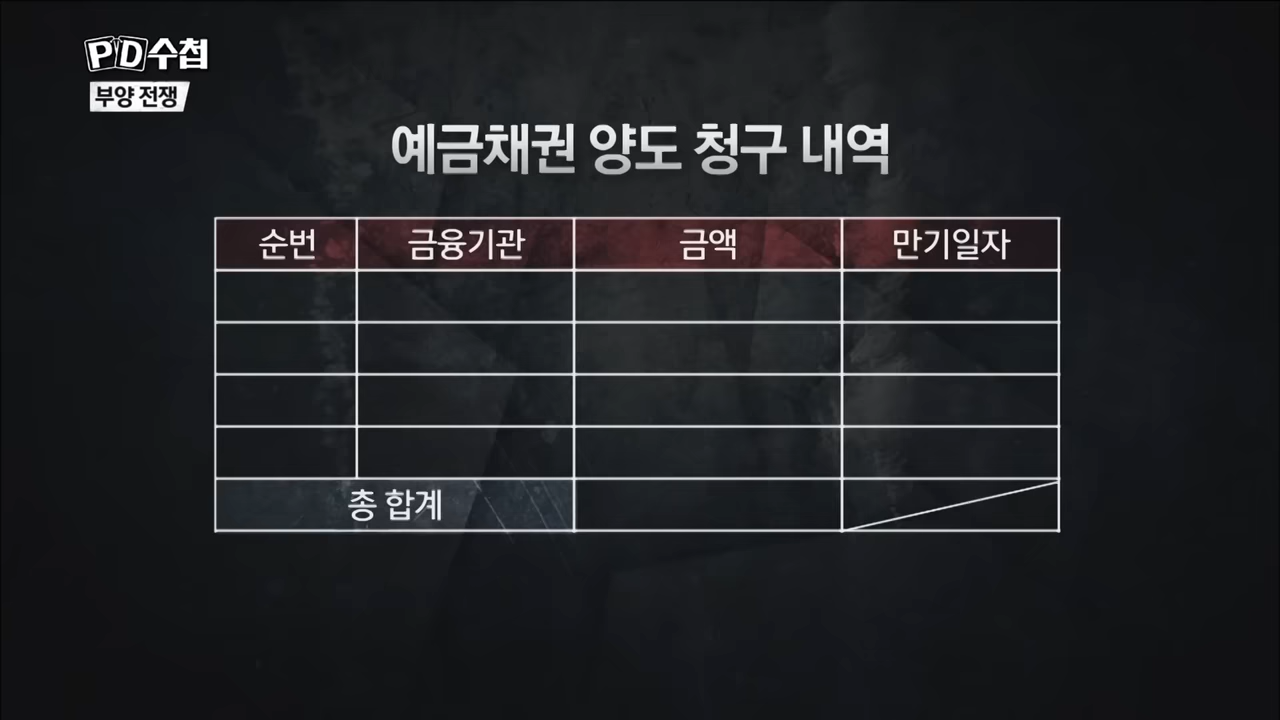 PD수첩
부양 전쟁
예금채권 양도 청구 내역
순번 금융기관 금액 만기일자
총 합계